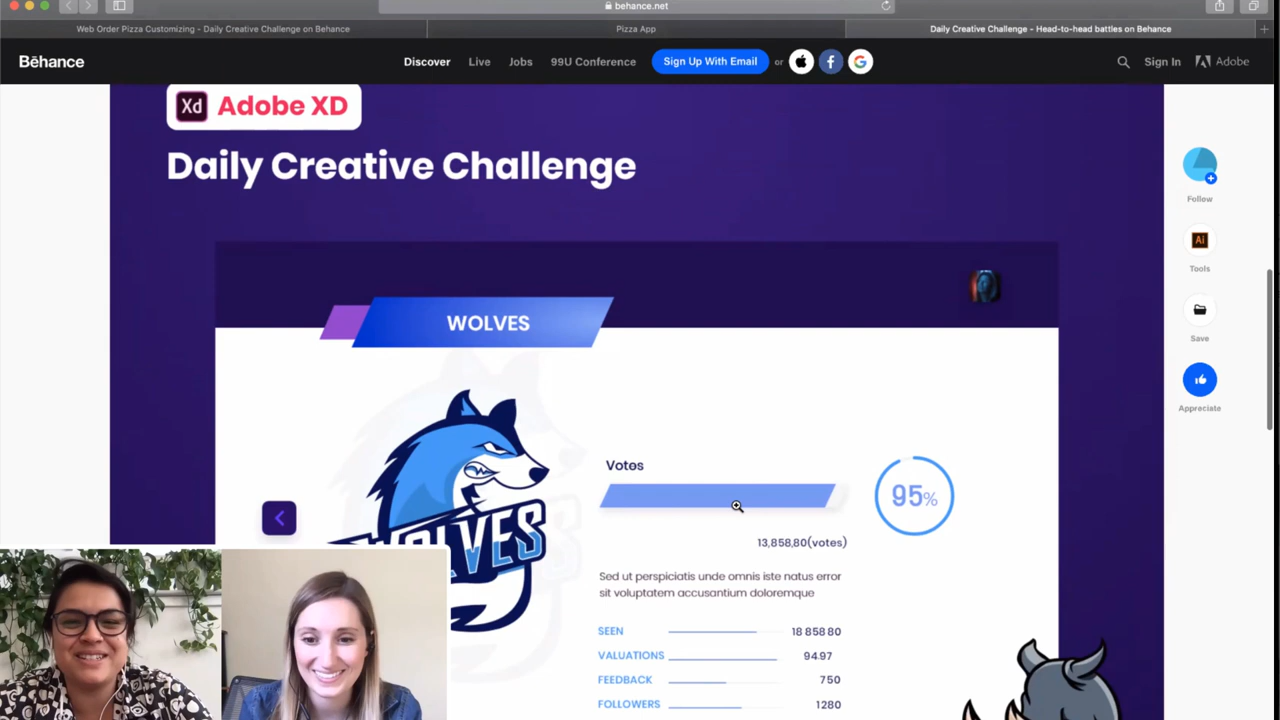 behance.net
Web Order Pizza Customizing - Daily Creative Challenge on Behance
Pizza App
Daily Creative Challenge - Head-to-head battles on Behance
Bēhance
Discover
Live
Jobs
99U Conference
Sign Up With Email
or
f
G
Sign In
Adobe
Xd Adobe XD
Daily Creative Challenge
Follow
Ai
Tools
Save
Appreciate
WOLVES
WOLVES
Votes
95%
13,858,80(votes)
Sed ut perspiciatis unde omnis iste natus error
sit voluptatem accusantium doloremque
SEEN 18 858 80
VALUATIONS 94.97
FEEDBACK 750
FOLLOWERS 1280